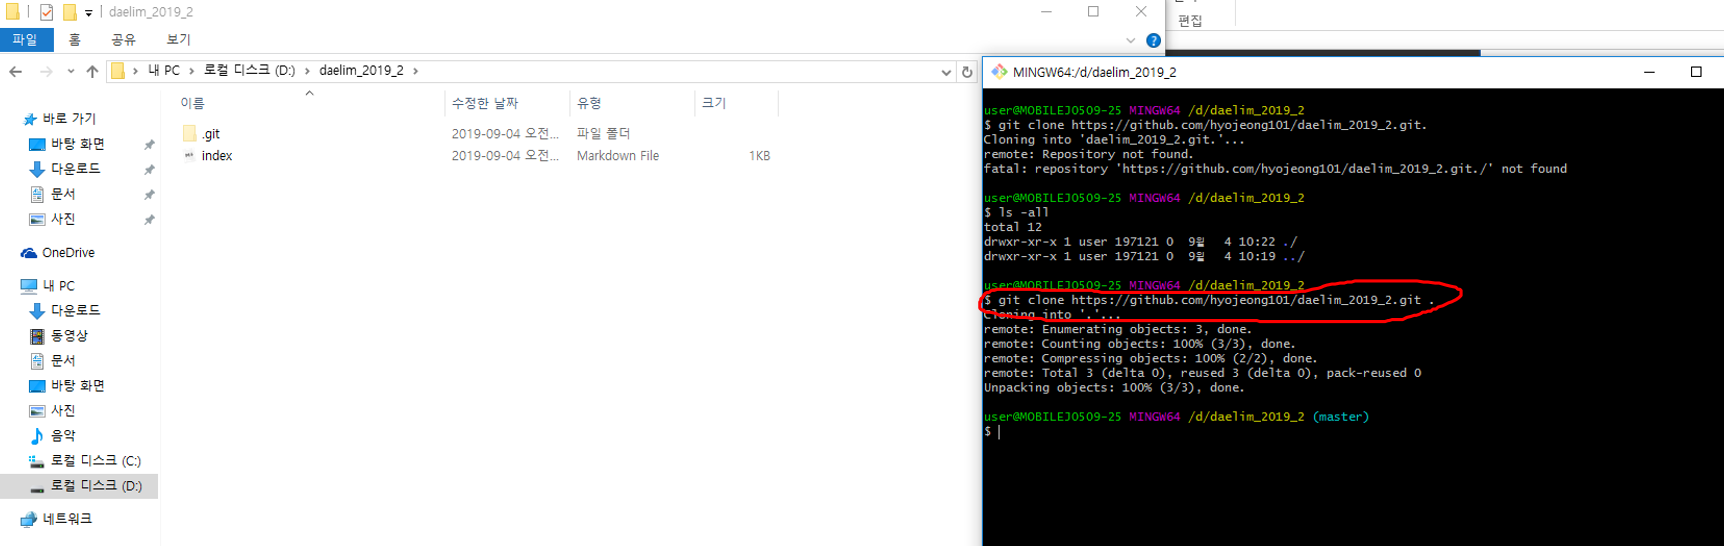 daelim_2019_2
파일 홈 공유 보기
내 PC 로컬 디스크 (D:) daelim_2019_2
이름 수정한 날짜 유형 크기
.git 2019-09-04 오전... 파일 폴더
index 2019-09-04 오전... Markdown File 1KB
바로 가기
바탕 화면
다운로드
문서
사진
OneDrive
내 PC
다운로드
동영상
문서
바탕 화면
사진
음악
로컬 디스크 (C:)
로컬 디스크 (D:)
네트워크
편집
MINGW64:/d/daelim_2019_2
user@MOBILEJO509-25 MINGW64 /d/daelim_2019_2
$ git clone https://github.com/hyojeong101/daelim_2019_2.git.
Cloning into 'daelim_2019_2.git.'...
remote: Repository not found.
fatal: repository 'https://github.com/hyojeong101/daelim_2019_2.git./' not found
user@MOBILEJO509-25 MINGW64 /d/daelim_2019_2
$ ls -all
total 12
drwxr-xr-x 1 user 197121 0 9월 4 10:22 ./
drwxr-xr-x 1 user 197121 0 9월 4 10:19 ../
user@MOBILEJO509-25 MINGW64 /d/daelim_2019_2
$ git clone https://github.com/hyojeong101/daelim_2019_2.git .
Cloning into '.'...
remote: Enumerating objects: 3, done.
remote: Counting objects: 100% (3/3), done.
remote: Compressing objects: 100% (2/2), done.
remote: Total 3 (delta 0), reused 3 (delta 0), pack-reused 0
Unpacking objects: 100% (3/3), done.
user@MOBILEJO509-25 MINGW64 /d/daelim_2019_2 (master)
$